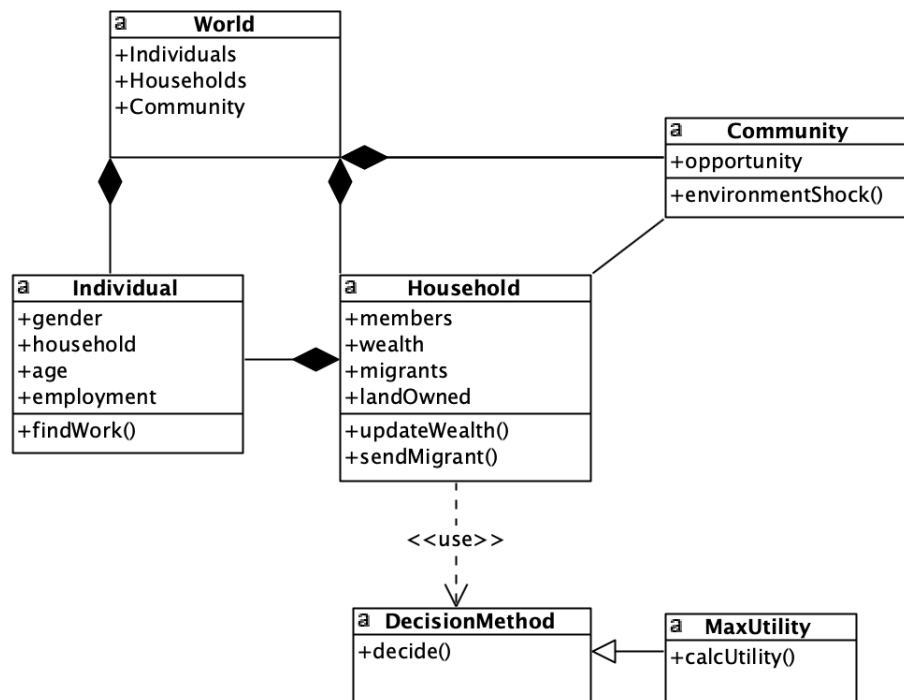 a World
+Individuals
+Households
+Community
a Community
+opportunity
+environmentShock()
a Individual
+gender
+household
+age
+employment
+findWork()
a Household
+members
+wealth
+migrants
+landOwned
+updateWealth()
+sendMigrant()
<<use>>
a DecisionMethod
+decide()
a MaxUtility
+calcUtility()